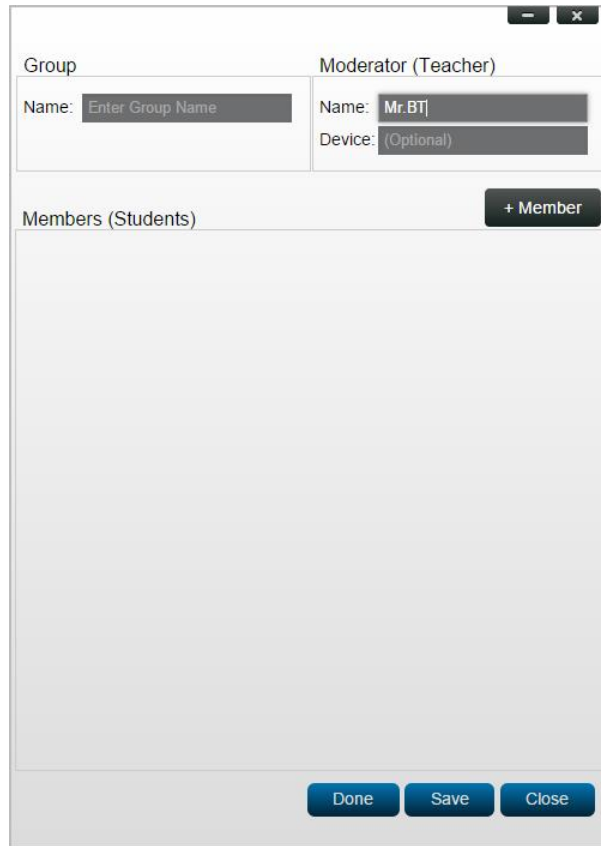 Group
Name: Enter Group Name
Moderator (Teacher)
Name: Mr.BT
Device: (Optional)
+ Member
Members (Students)
Done Save Close